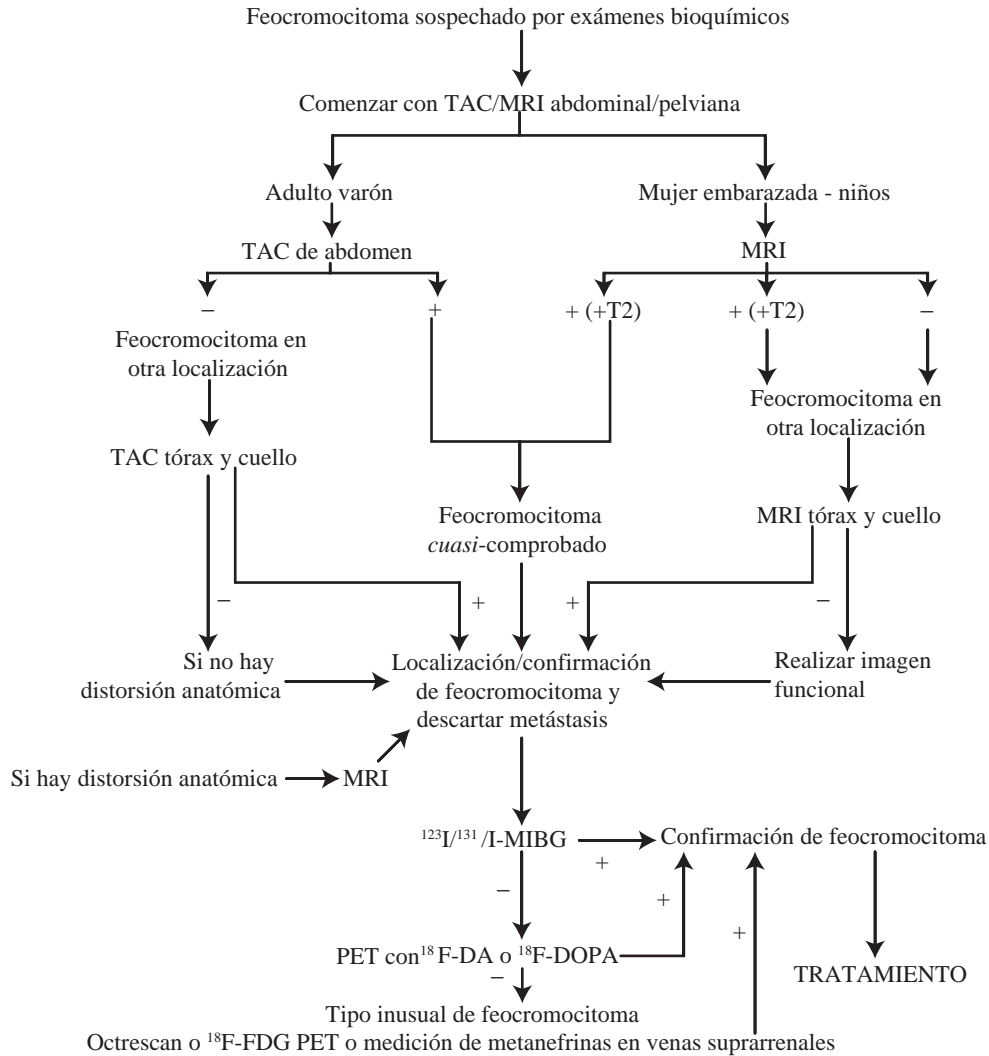 Feocromocitoma sospechado por exámenes bioquímicos
Comenzar con TAC/MRI abdominal/pelviana
Adulto varón
Mujer embarazada - niños
TAC de abdomen
MRI
–
+
+ (+T2)
+ (+T2)
–
Feocromocitoma en
otra localización
Feocromocitoma en
otra localización
TAC tórax y cuello
Feocromocitoma
cuasi-comprobado
MRI tórax y cuello
–
+
+
–
Si no hay
distorsión anatómica
Localización/confirmación
de feocromocitoma y
descartar metástasis
Realizar imagen
funcional
Si hay distorsión anatómica
MRI
¹²³I/¹³¹/I-MIBG
+
Confirmación de feocromocitoma
–
+
+
PET con ¹⁸F-DA o ¹⁸F-DOPA
–
TRATAMIENTO
Tipo inusual de feocromocitoma
Octrescan o ¹⁸F-FDG PET o medición de metanefrinas en venas suprarrenales